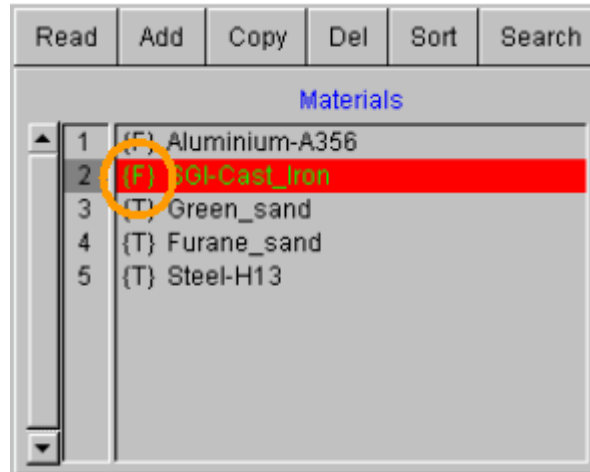 Read Add Copy Del Sort Search
Materials
1 {F} Aluminium-A356
2 {F} SGI-Cast_Iron
3 {T} Green_sand
4 {T} Furane_sand
5 {T} Steel-H13